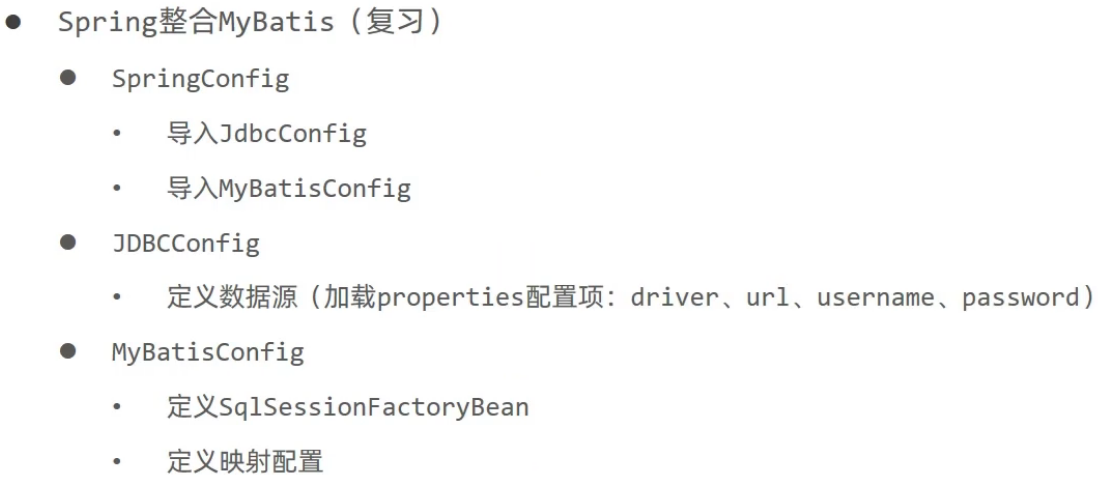 ● Spring整合MyBatis（复习）
● SpringConfig
• 导入JdbcConfig
• 导入MyBatisConfig
● JDBCConfig
• 定义数据源（加载properties配置项：driver、url、username、password）
● MyBatisConfig
• 定义SqlSessionFactoryBean
• 定义映射配置